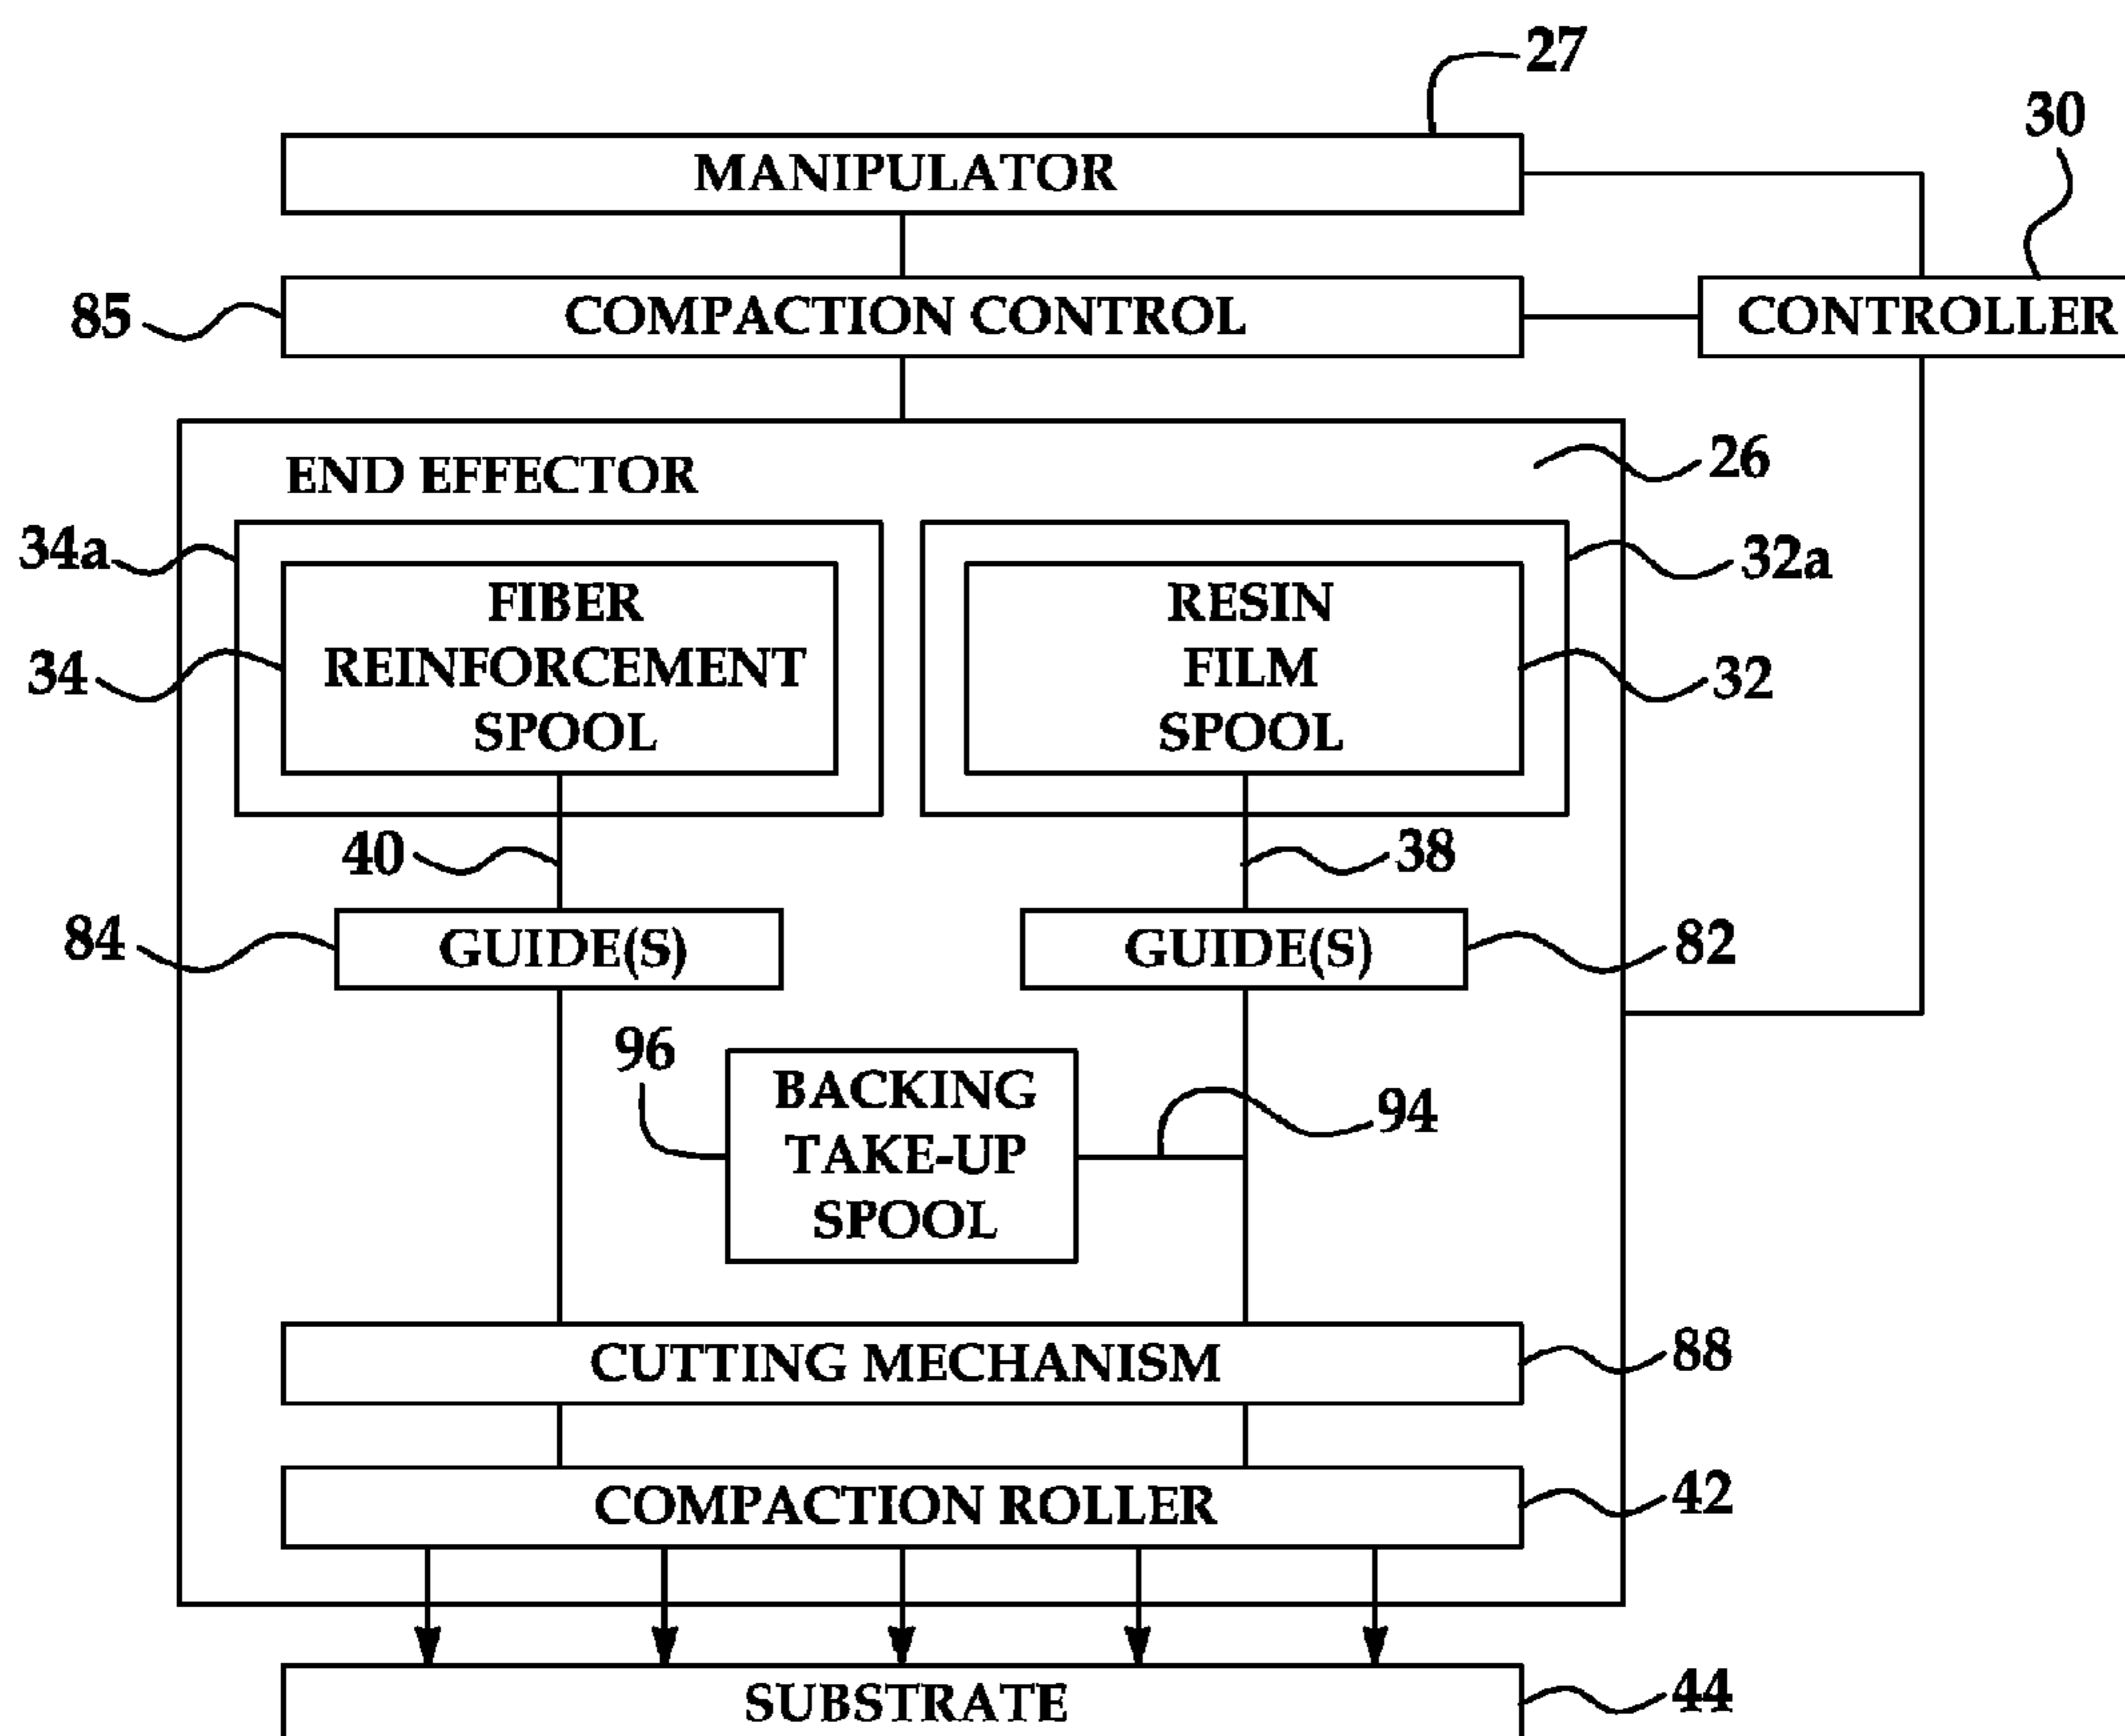 27
30
MANIPULATOR
85
COMPACTION CONTROL
CONTROLLER
END EFFECTOR
26
34a
32a
FIBER
REINFORCEMENT
SPOOL
RESIN
FILM
SPOOL
34
32
40
38
84
GUIDE(S)
GUIDE(S)
82
96
BACKING
TAKE-UP
SPOOL
94
CUTTING MECHANISM
88
COMPACTION ROLLER
42
SUBSTRATE
44